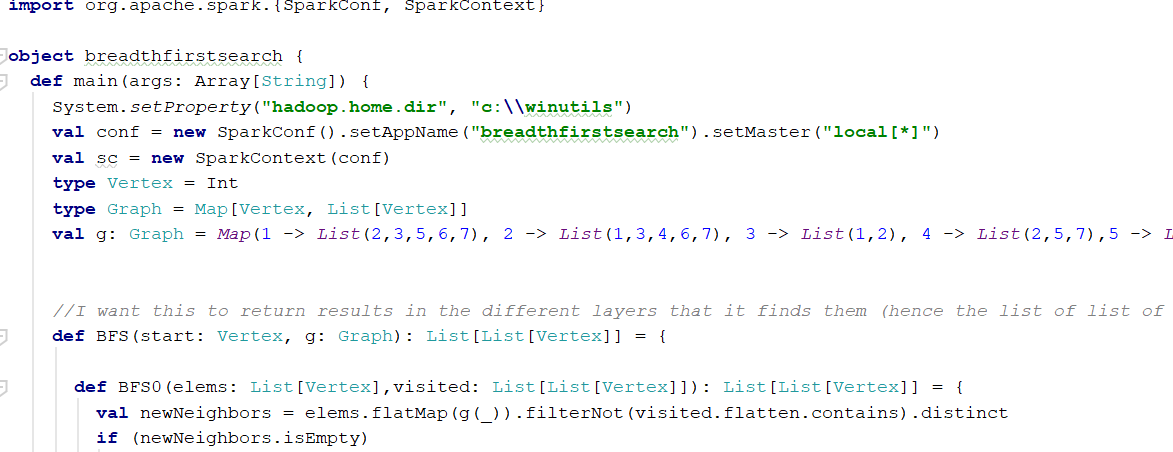 import org.apache.spark.{SparkConf, SparkContext}
object breadthfirstsearch {
def main(args: Array[String]) {
System.setProperty("hadoop.home.dir", "c:\\winutils")
val conf = new SparkConf().setAppName("breadthfirstsearch").setMaster("local[*]")
val sc = new SparkContext(conf)
type Vertex = Int
type Graph = Map[Vertex, List[Vertex]]
val g: Graph = Map(1 -> List(2,3,5,6,7), 2 -> List(1,3,4,6,7), 3 -> List(1,2), 4 -> List(2,5,7),5 -> L
//I want this to return results in the different layers that it finds them (hence the list of list of
def BFS(start: Vertex, g: Graph): List[List[Vertex]] = {
def BFS0(elems: List[Vertex],visited: List[List[Vertex]]): List[List[Vertex]] = {
val newNeighbors = elems.flatMap(g(_)).filterNot(visited.flatten.contains).distinct
if (newNeighbors.isEmpty)